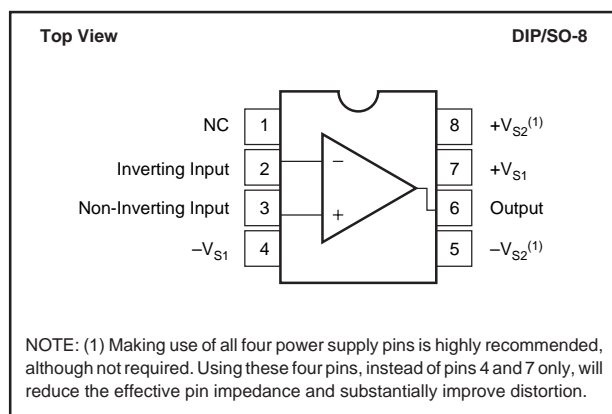 Top View DIP/SO-8
NC 1 8 +VS2(1)
Inverting Input 2 – 7 +VS1
Non-Inverting Input 3 + 6 Output
–VS1 4 5 –VS2(1)
NOTE: (1) Making use of all four power supply pins is highly recommended,
although not required. Using these four pins, instead of pins 4 and 7 only, will
reduce the effective pin impedance and substantially improve distortion.